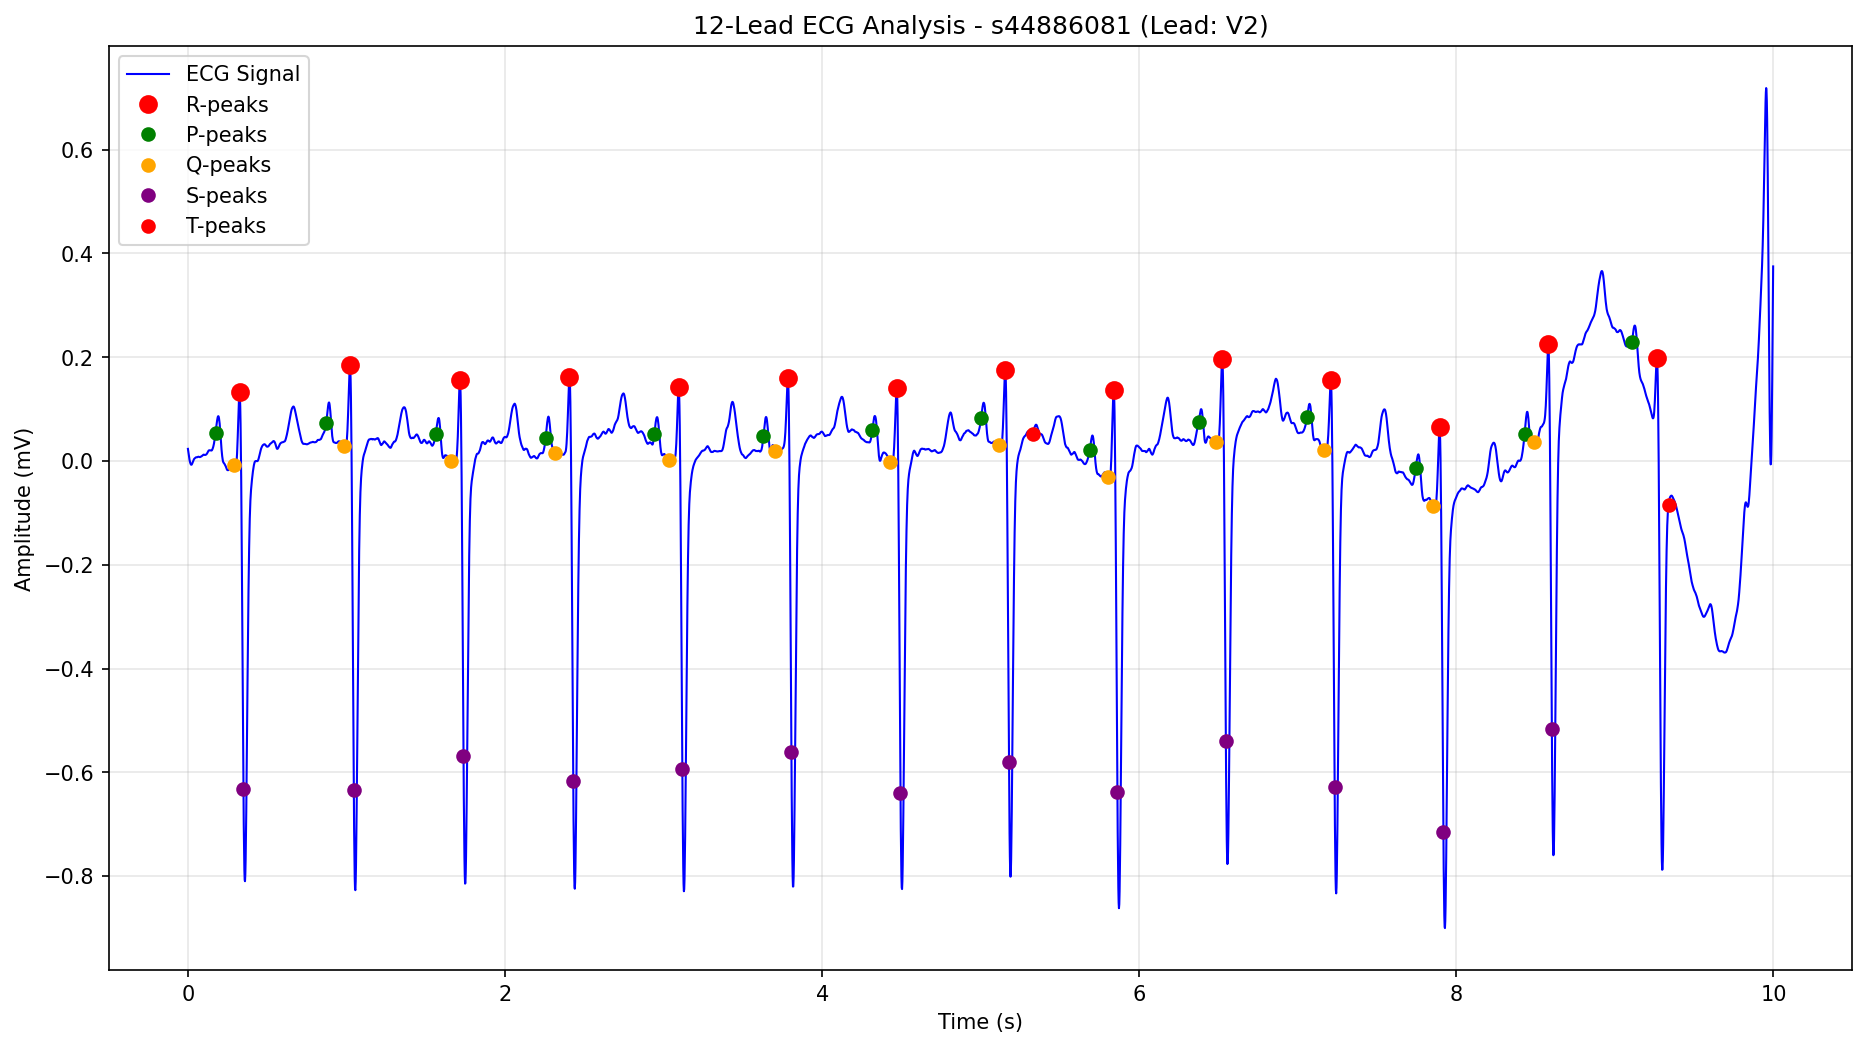 12-Lead ECG Analysis - s44886081 (Lead: V2)
ECG Signal
R-peaks
P-peaks
Q-peaks
S-peaks
T-peaks
Amplitude (mV)
0.6
0.4
0.2
0.0
−0.2
−0.4
−0.6
−0.8
0 2 4 6 8 10
Time (s)